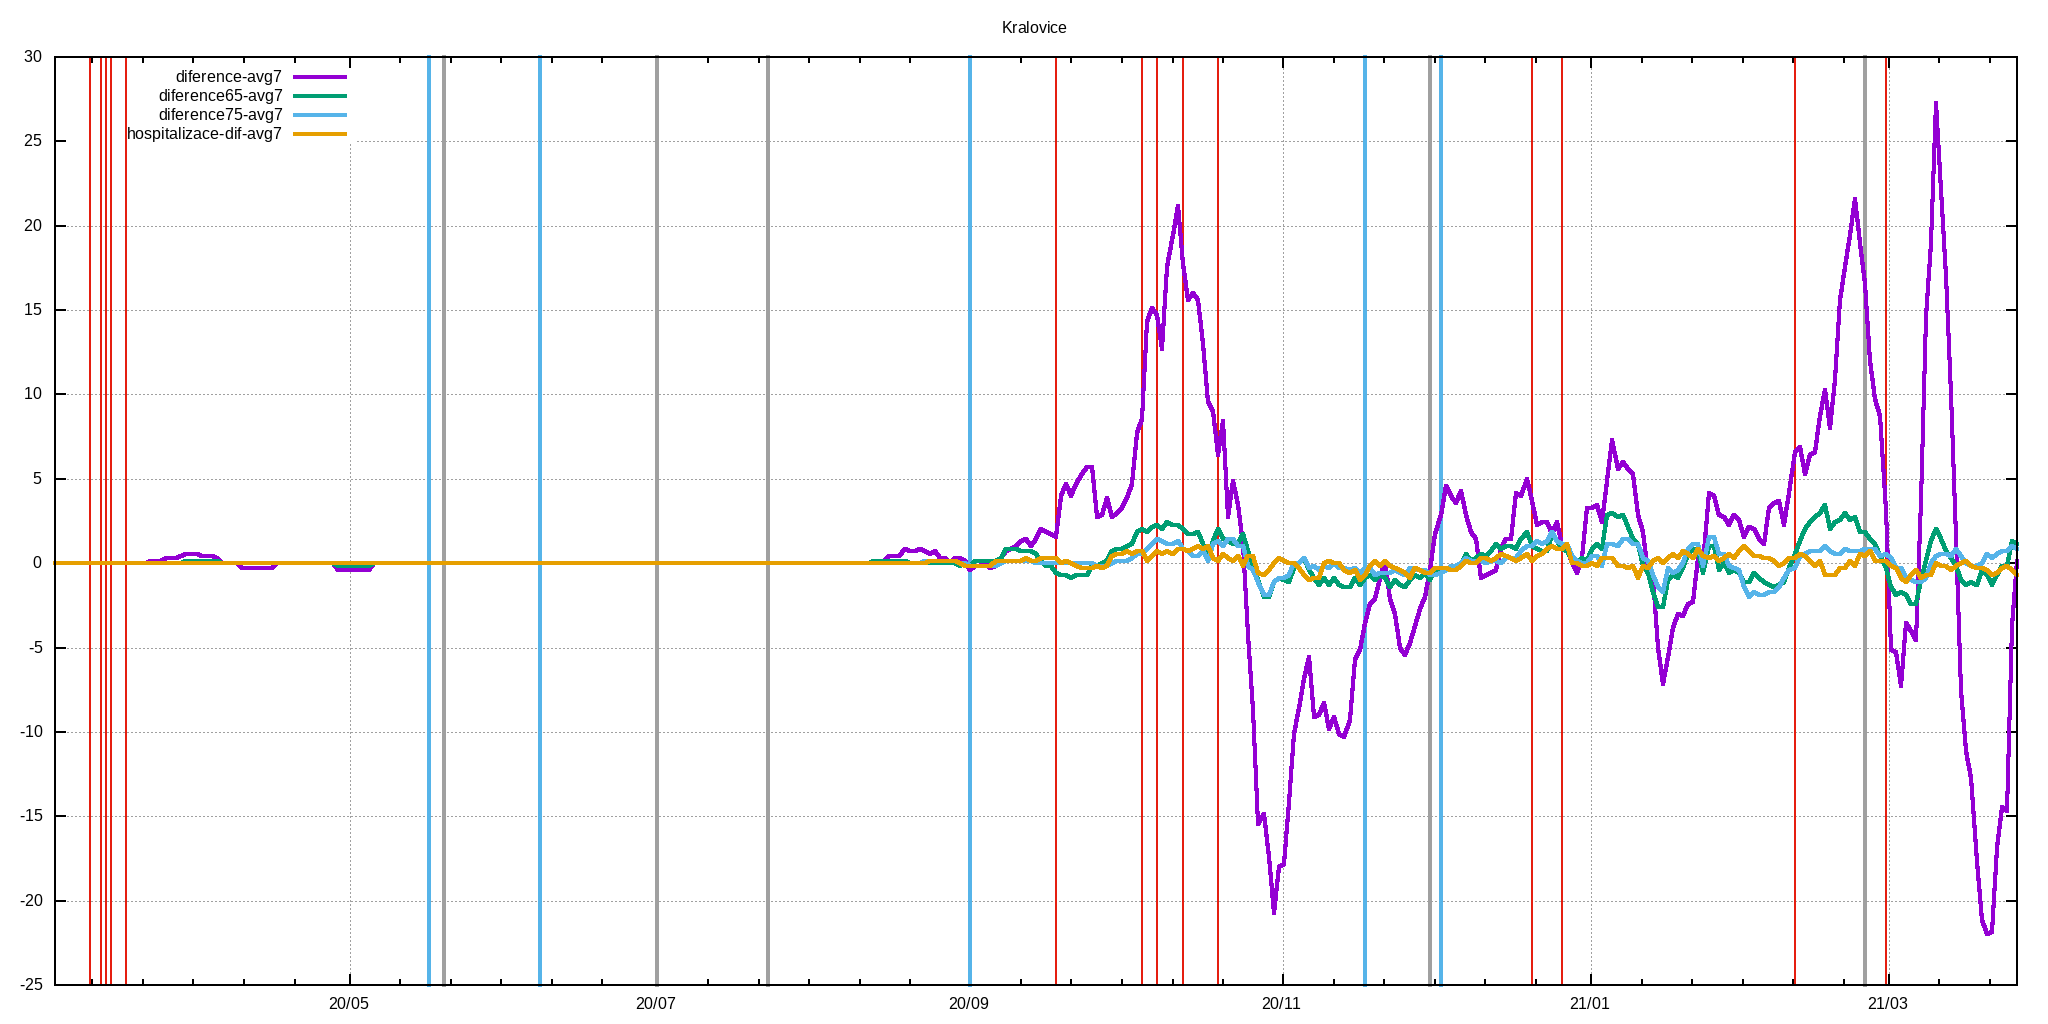 Kralovice
30
diference-avg7
diference65-avg7
diference75-avg7
hospitalizace-dif-avg7
25
20
15
10
5
0
-5
-10
-15
-20
-25
20/05 20/07 20/09 20/11 21/01 21/03